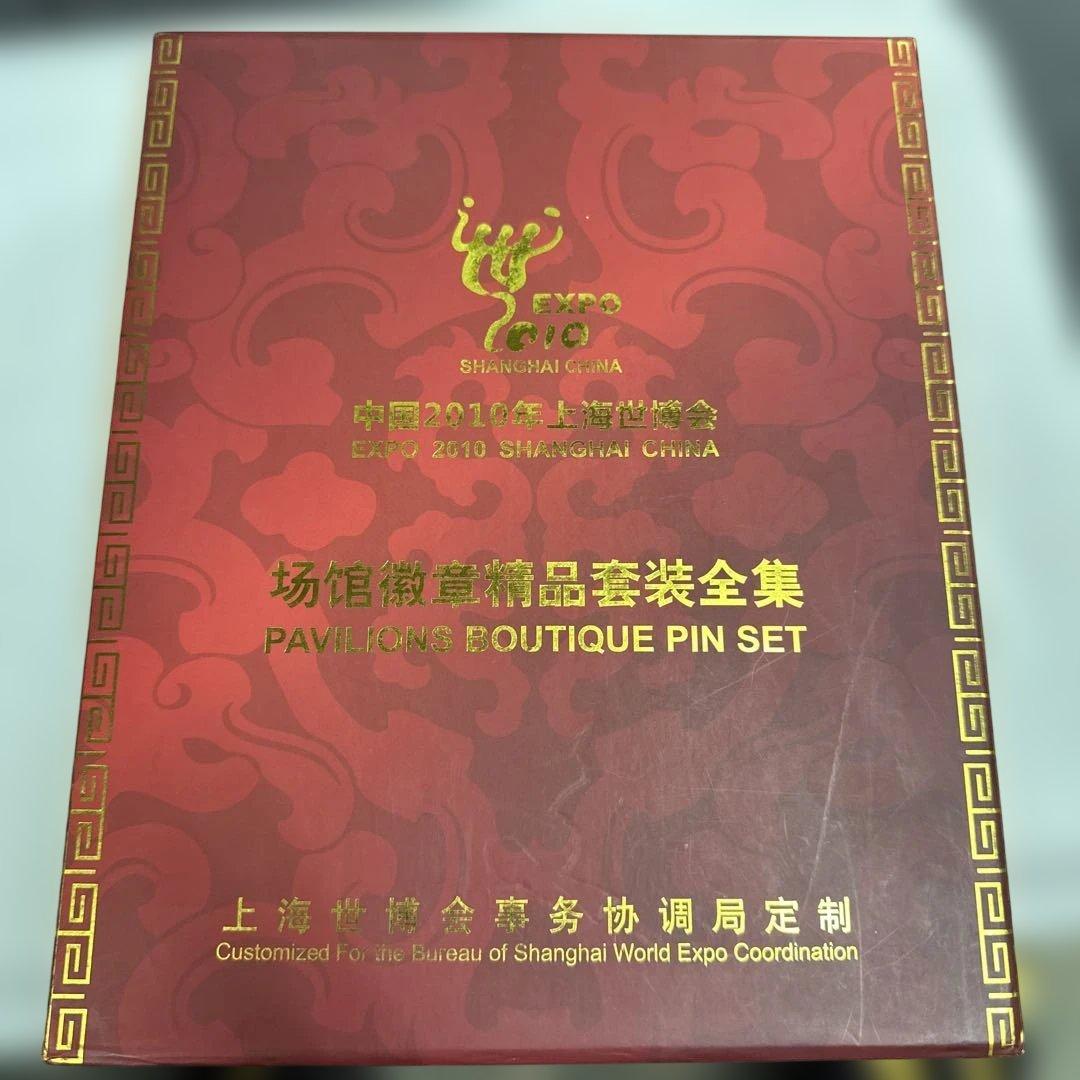 EXPO
2010
SHANGHAI CHINA
中国2010年上海世博会
EXPO 2010 SHANGHAI CHINA
场馆徽章精品套装全集
PAVILIONS BOUTIQUE PIN SET
上海世博会事务协调局定制
Customized For the Bureau of Shanghai World Expo Coordination